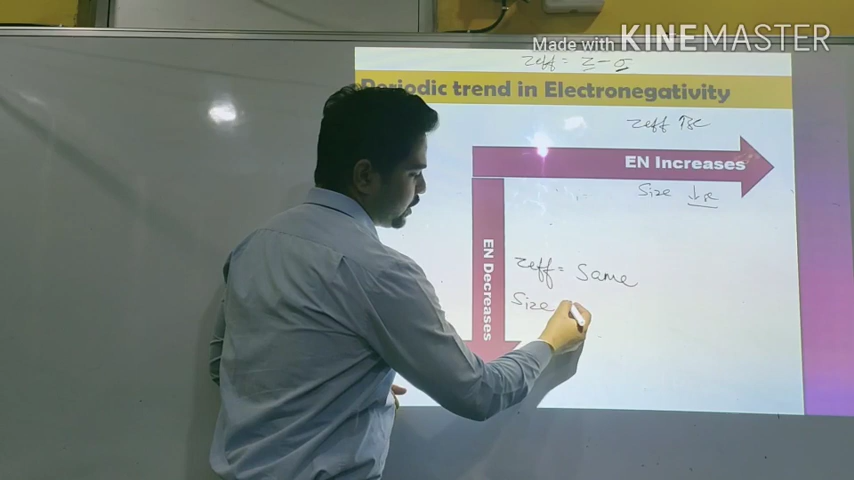 Made with KINEMASTER
Zeff = Z - σ
Periodic trend in Electronegativity
Zeff ↑se
EN Increases
Size ↓se
EN Decreases
Zeff = Same
Size